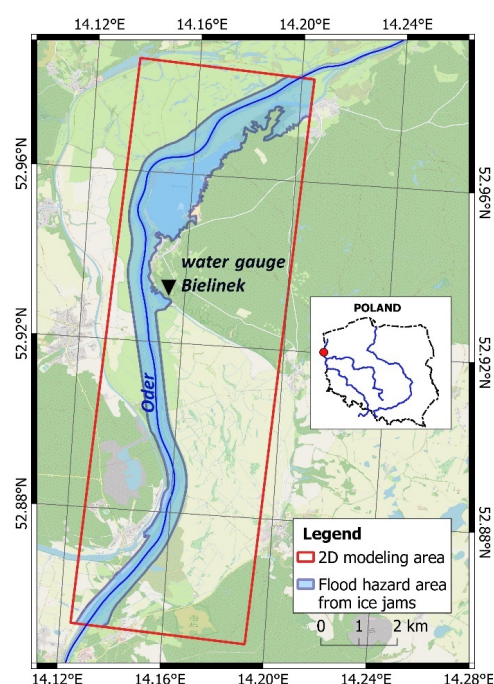 14.12°E 14.16°E 14.20°E 14.24°E
52.96°N
52.96°N
water gauge
Bielinek
POLAND
52.92°N
52.92°N
Oder
52.88°N
52.88°N
Legend
2D modeling area
Flood hazard area
from ice jams
0 1 2 km
14.12°E 14.16°E 14.20°E 14.24°E 14.28°E